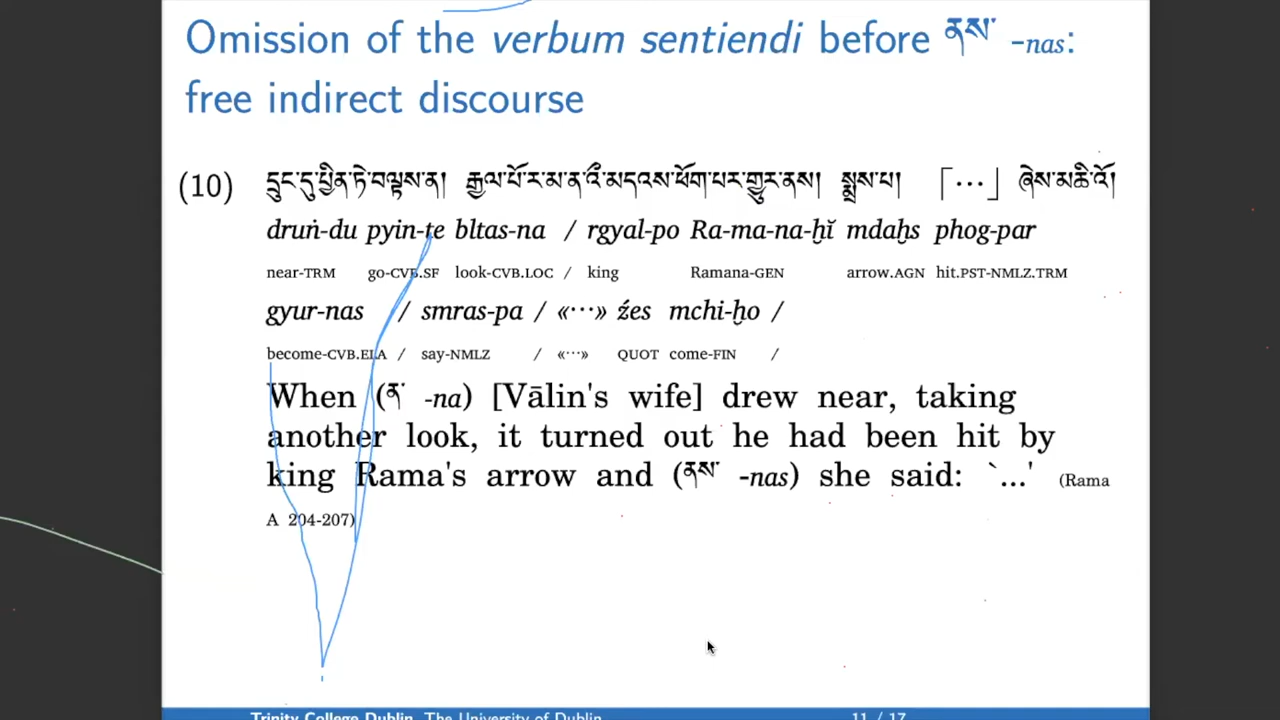 Omission of the verbum sentiendi before ནས་ -nas:
free indirect discourse
(10) དྲུང་དུ་པྱིན་ཏེ་བལྟས་ན། རྒྱལ་པོ་ར་མ་ན་འི་མདའས་ཕོག་པར་གྱུར་ནས། སྨྲས་པ། 「…」 ཞེས་མཆི་འོ།
druṅ-du pyin-te bltas-na / rgyal-po Ra-ma-na-ḫĭ mdaḫs phog-par
near-TRM go-CVB.SF look-CVB.LOC / king Ramana-GEN arrow.AGN hit.PST-NMLZ.TRM
gyur-nas / smras-pa / «···» źes mchi-ḫo /
become-CVB.ELA / say-NMLZ / «···» QUOT come-FIN /
When (ན་ -na) [Vālin's wife] drew near, taking
another look, it turned out he had been hit by
king Rama's arrow and (ནས་ -nas) she said: `...' (Rama
A 204-207)
Trinity College Dublin, The University of Dublin 11 / 17